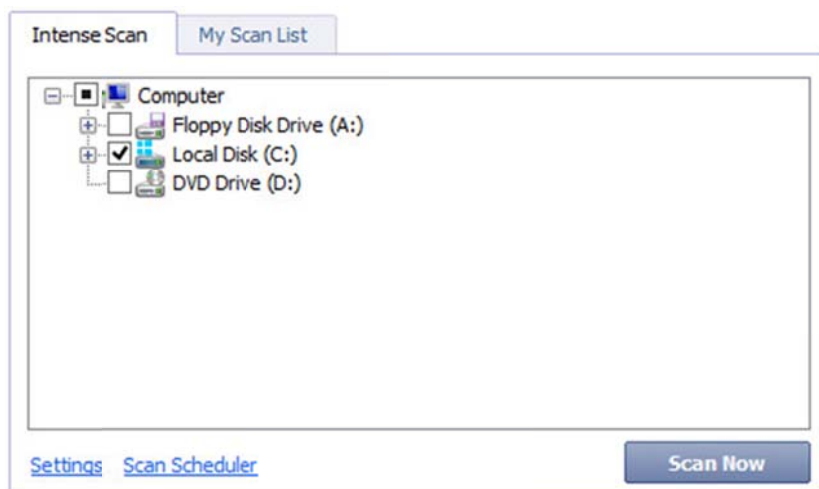 Intense Scan
My Scan List
Computer
Floppy Disk Drive (A:)
Local Disk (C:)
DVD Drive (D:)
Settings
Scan Scheduler
Scan Now